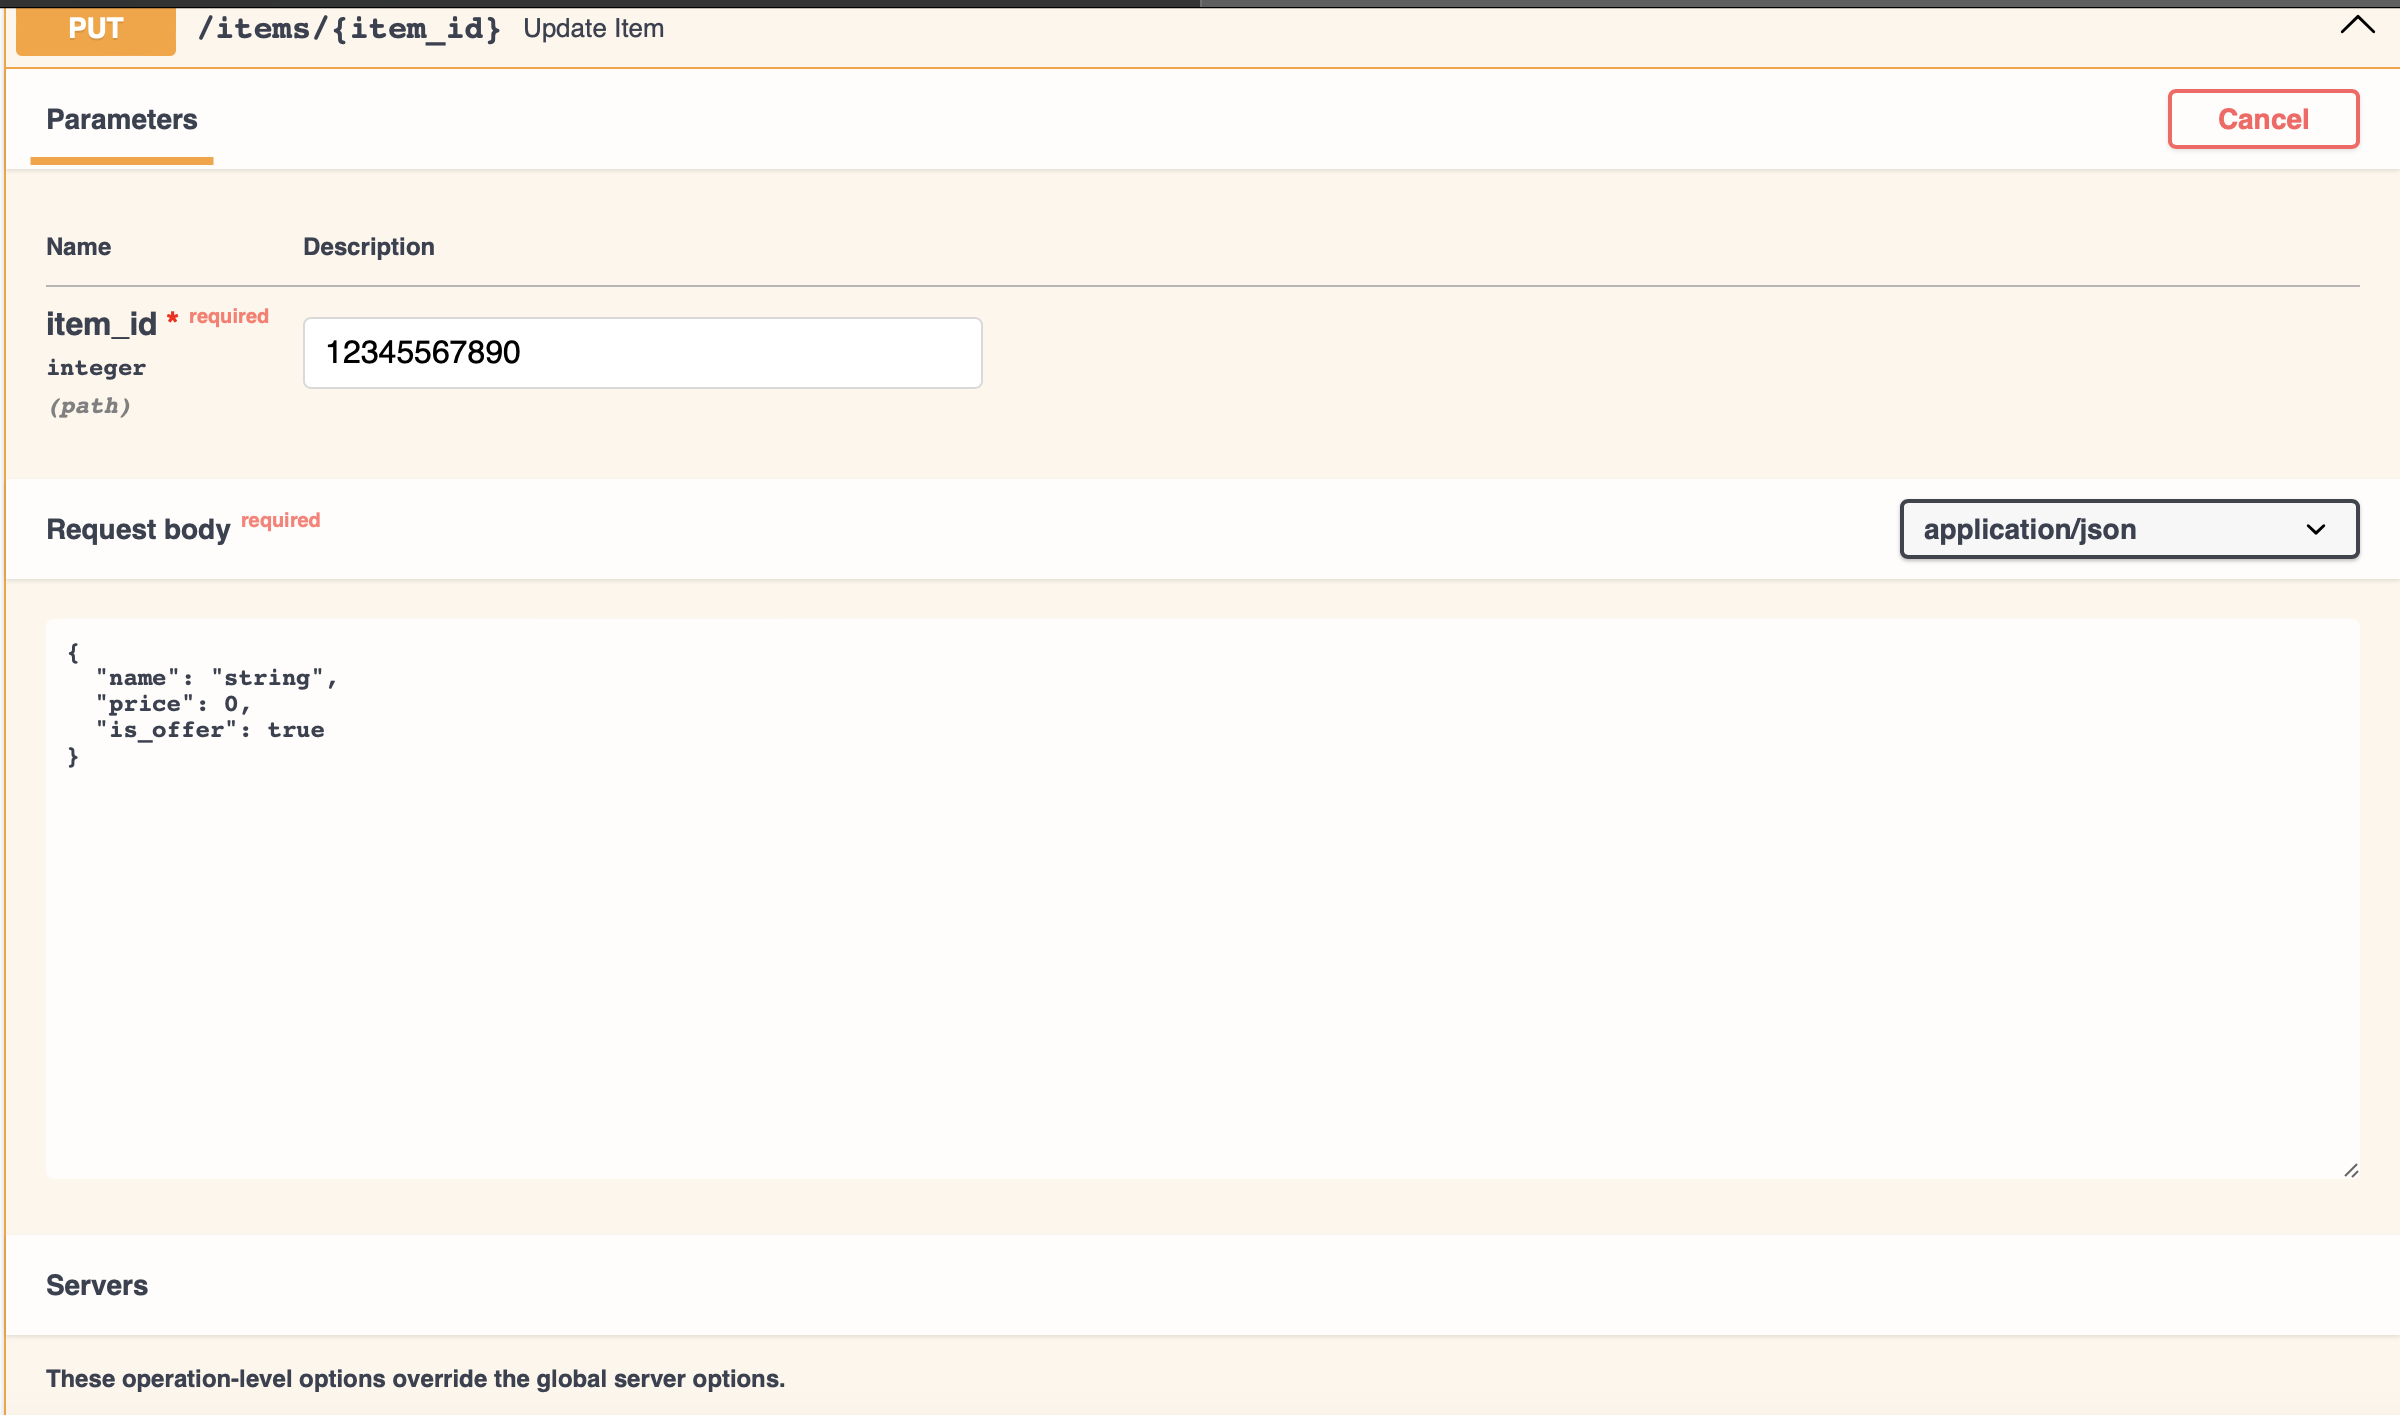 PUT /items/{item_id} Update Item
Parameters
Cancel
Name Description
item_id * required
integer
(path)
12345567890
Request body required
application/json
{
  "name": "string",
  "price": 0,
  "is_offer": true
}
Servers
These operation-level options override the global server options.